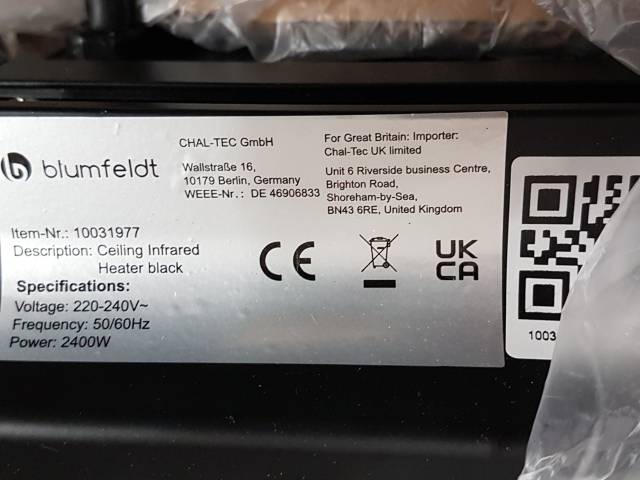 blumfeldt
CHAL-TEC GmbH
Wallstraße 16,
10179 Berlin, Germany
WEEE-Nr.: DE 46906833
For Great Britain: Importer:
Chal-Tec UK limited
Unit 6 Riverside business Centre,
Brighton Road,
Shoreham-by-Sea,
BN43 6RE, United Kingdom
Item-Nr.: 10031977
Description: Ceiling Infrared
Heater black
Specifications:
Voltage: 220-240V~
Frequency: 50/60Hz
Power: 2400W
CE
UK
CA
1003